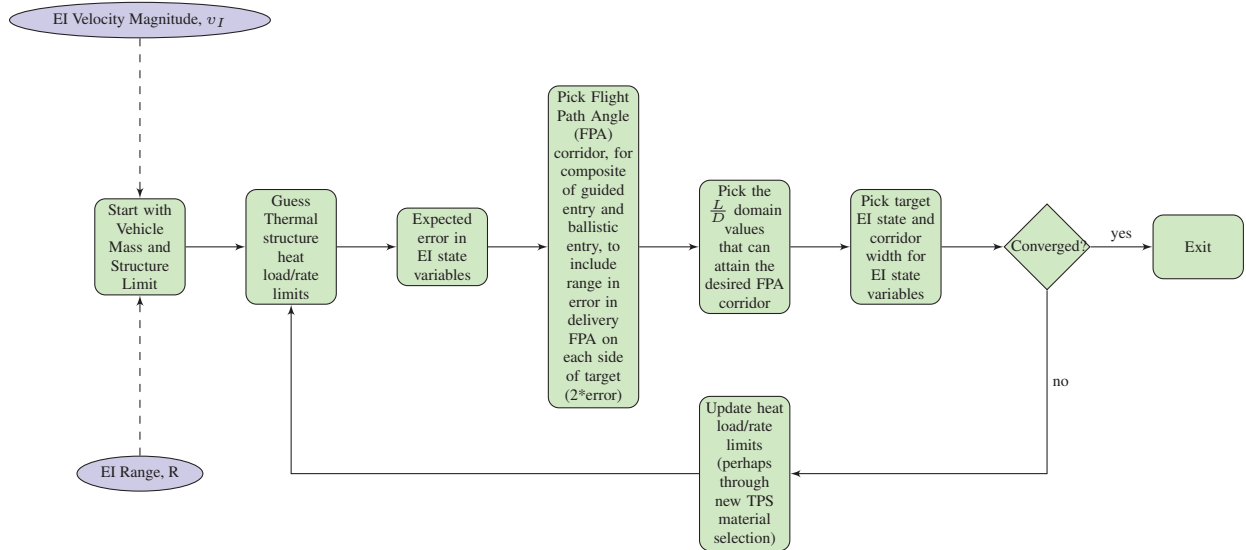 EI Velocity Magnitude, v_I
Start with
Vehicle
Mass and
Structure
Limit
EI Range, R
Guess
Thermal
structure
heat
load/rate
limits
Expected
error in
EI state
variables
Pick Flight
Path Angle
(FPA)
corridor, for
composite
of guided
entry and
ballistic
entry, to
include
range in
error in
delivery
FPA on
each side
of target
(2*error)
Pick the
L/D domain
values
that can
attain the
desired FPA
corridor
Pick target
EI state and
corridor
width for
EI state
variables
Converged?
yes
Exit
no
Update heat
load/rate
limits
(perhaps
through
new TPS
material
selection)